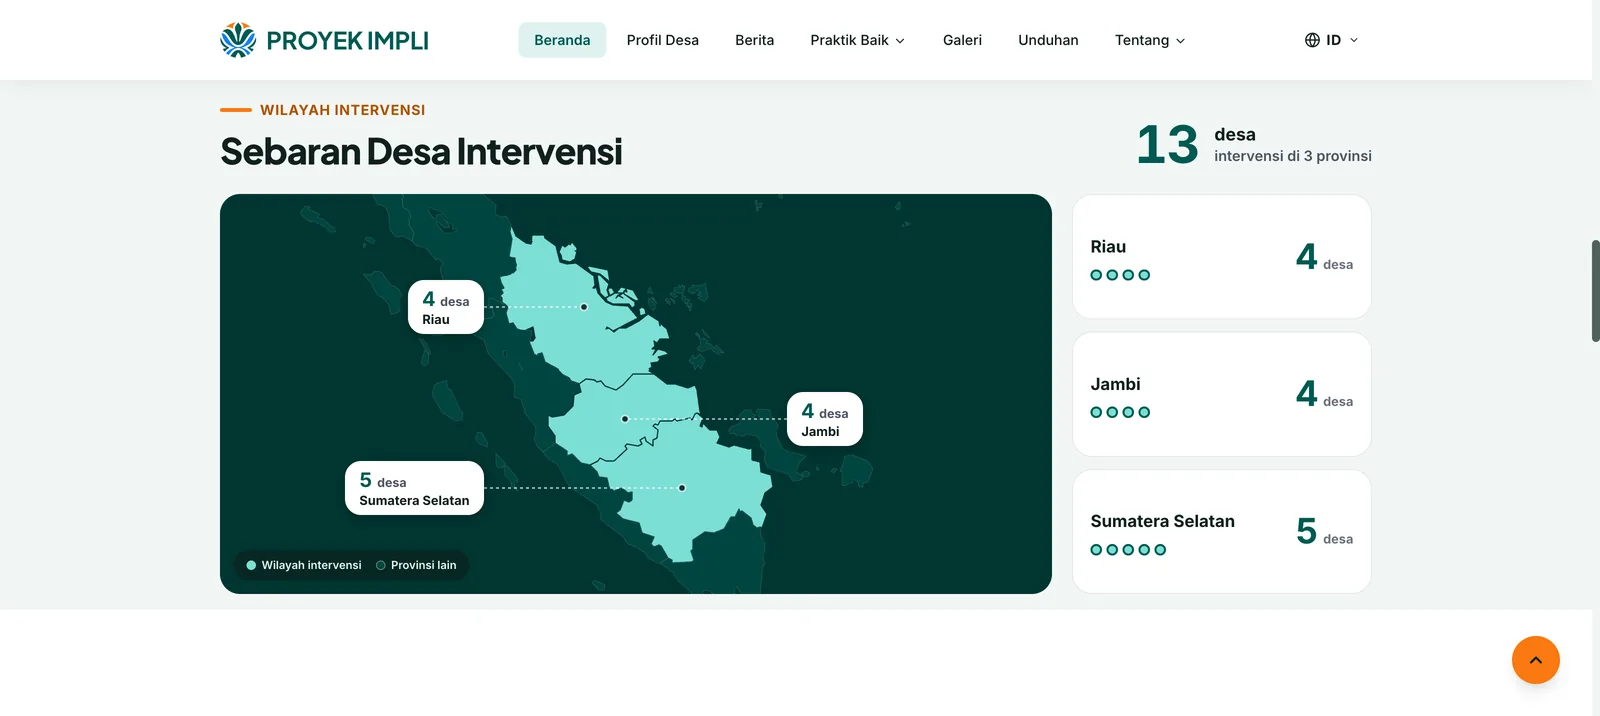 PROYEK IMPLI
Beranda
Profil Desa
Berita
Praktik Baik
Galeri
Unduhan
Tentang
ID
WILAYAH INTERVENSI
Sebaran Desa Intervensi
13 desa
intervensi di 3 provinsi
4 desa
Riau
4 desa
Jambi
5 desa
Sumatera Selatan
Wilayah intervensi
Provinsi lain
Riau
4 desa
Jambi
4 desa
Sumatera Selatan
5 desa